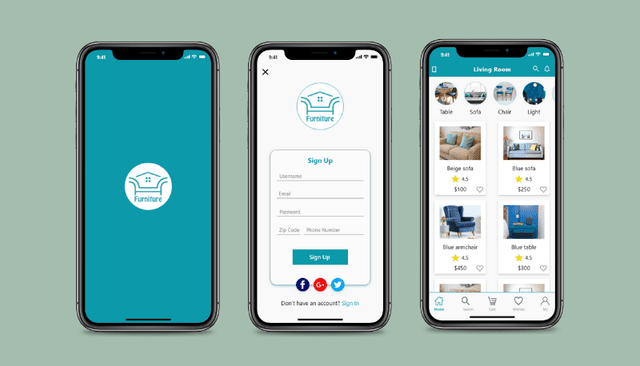 9:41
Furniture
9:41
Furniture
Sign Up
Username
Email
Password
Zip Code Phone Number
Sign Up
Don't have an account? Sign In
9:41
Living Room
Table Sofa Chair Light
Beige sofa Blue sofa
4.5 4.5
$100 $250
Blue armchair Blue table
4.5 4.5
$450 $300
Home Search Cart Wishlist My